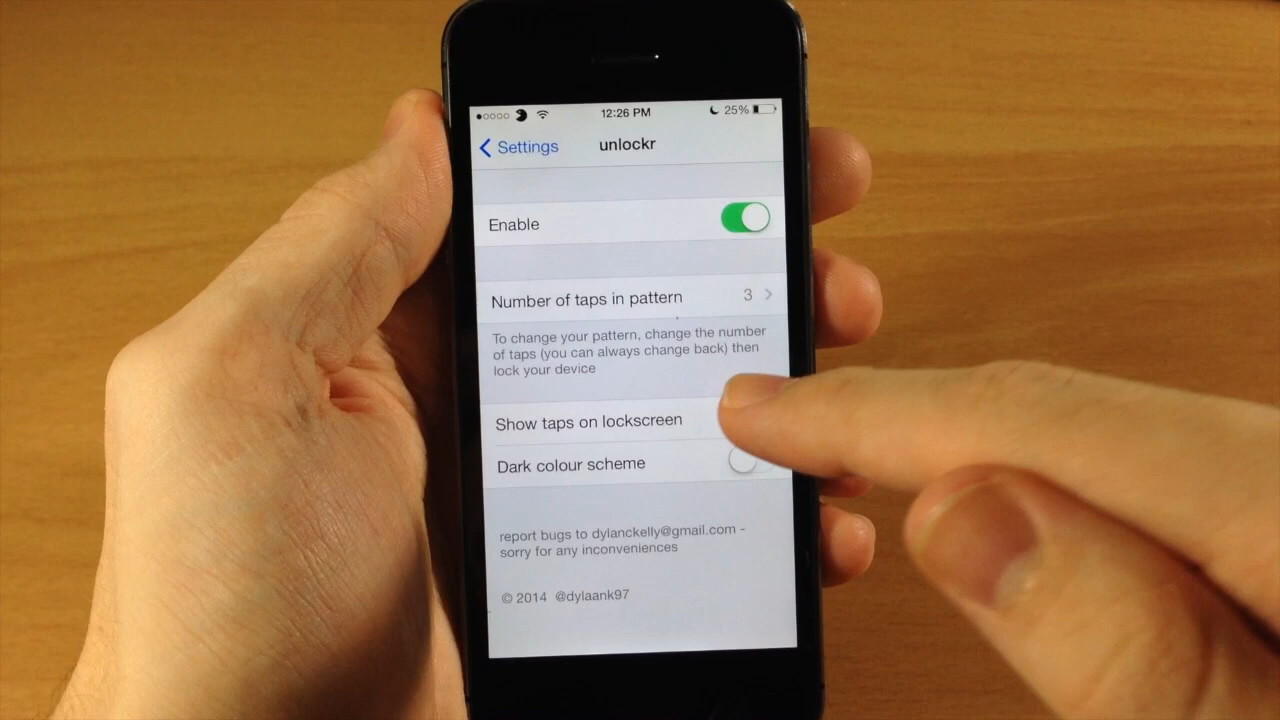 12:26 PM
25%
Settings
unlockr
Enable
Number of taps in pattern 3
To change your pattern, change the number
of taps (you can always change back) then
lock your device
Show taps on lockscreen
Dark colour scheme
report bugs to dylanckelly@gmail.com -
sorry for any inconveniences
© 2014 @dylaank97